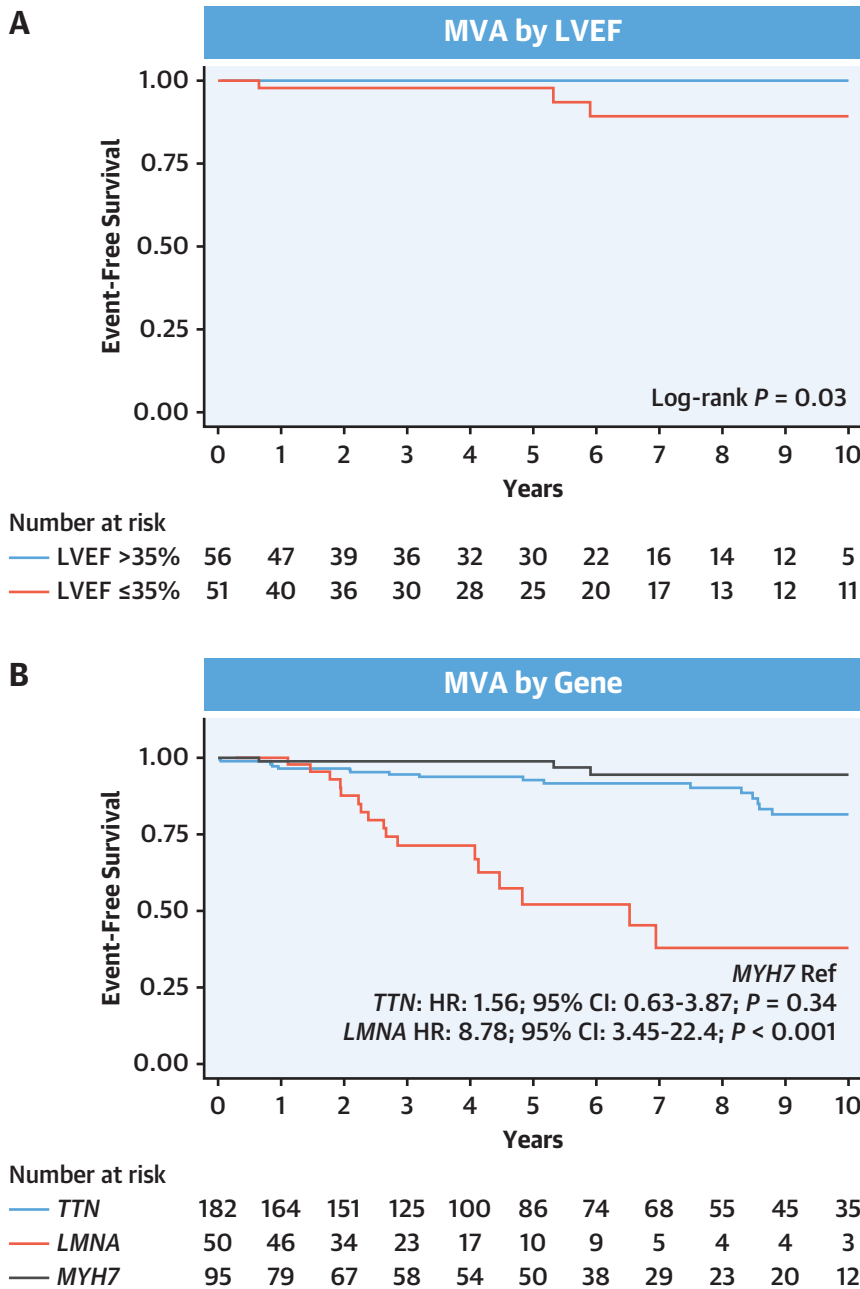 A
MVA by LVEF
Event-Free Survival
1.00
0.75
0.50
0.25
0.00
Log-rank P = 0.03
0 1 2 3 4 5 6 7 8 9 10
Years
Number at risk
LVEF >35% 56 47 39 36 32 30 22 16 14 12 5
LVEF ≤35% 51 40 36 30 28 25 20 17 13 12 11
B
MVA by Gene
Event-Free Survival
1.00
0.75
0.50
0.25
0.00
MYH7 Ref
TTN: HR: 1.56; 95% CI: 0.63-3.87; P = 0.34
LMNA HR: 8.78; 95% CI: 3.45-22.4; P < 0.001
0 1 2 3 4 5 6 7 8 9 10
Years
Number at risk
TTN 182 164 151 125 100 86 74 68 55 45 35
LMNA 50 46 34 23 17 10 9 5 4 4 3
MYH7 95 79 67 58 54 50 38 29 23 20 12